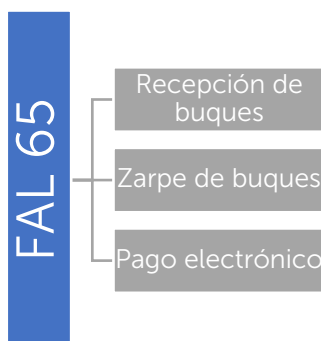 FAL 65
Recepción de
buques
Zarpe de buques
Pago electrónico